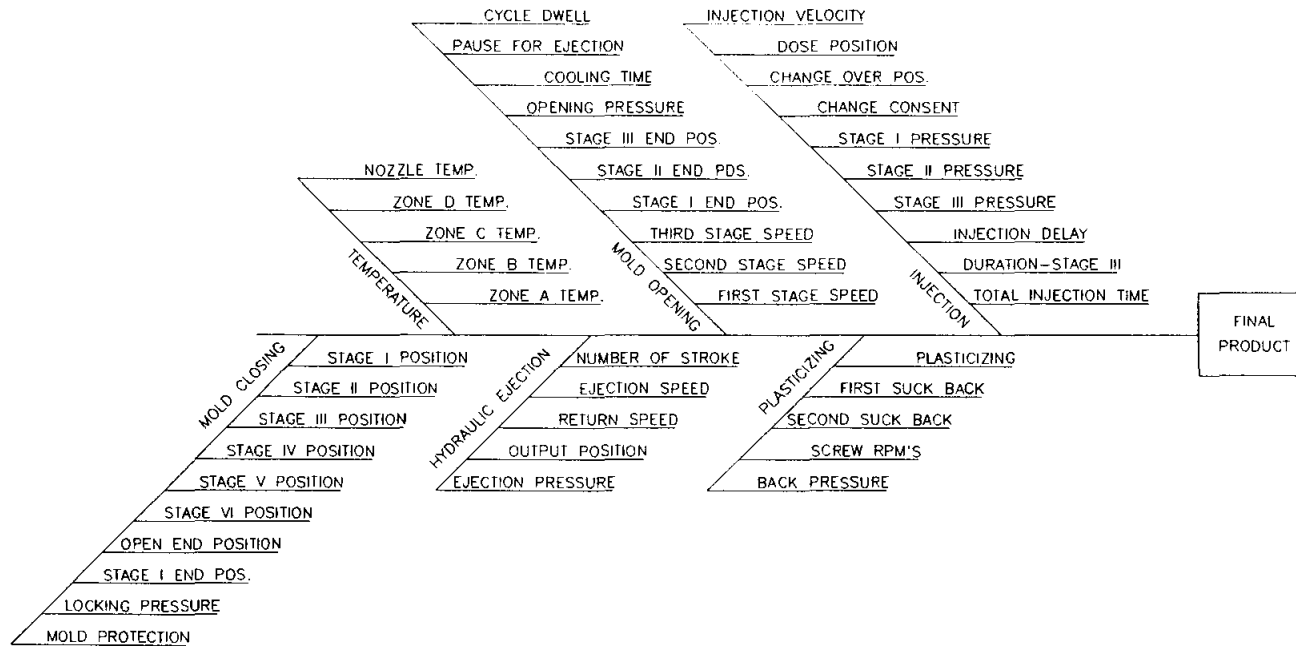 CYCLE DWELL
PAUSE FOR EJECTION
COOLING TIME
OPENING PRESSURE
STAGE III END POS.
STAGE II END PDS.
STAGE I END POS.
THIRD STAGE SPEED
SECOND STAGE SPEED
FIRST STAGE SPEED
MOLD OPENING
INJECTION VELOCITY
DOSE POSITION
CHANGE OVER POS.
CHANGE CONSENT
STAGE I PRESSURE
STAGE II PRESSURE
STAGE III PRESSURE
INJECTION DELAY
DURATION-STAGE III
TOTAL INJECTION TIME
INJECTION
NOZZLE TEMP.
ZONE D TEMP.
ZONE C TEMP.
ZONE B TEMP.
ZONE A TEMP.
TEMPERATURE
FINAL
PRODUCT
MOLD CLOSING
STAGE I POSITION
STAGE II POSITION
STAGE III POSITION
STAGE IV POSITION
STAGE V POSITION
STAGE VI POSITION
OPEN END POSITION
STAGE I END POS.
LOCKING PRESSURE
MOLD PROTECTION
HYDRAULIC EJECTION
NUMBER OF STROKE
EJECTION SPEED
RETURN SPEED
OUTPUT POSITION
EJECTION PRESSURE
PLASTICIZING
PLASTICIZING
FIRST SUCK BACK
SECOND SUCK BACK
SCREW RPM'S
BACK PRESSURE